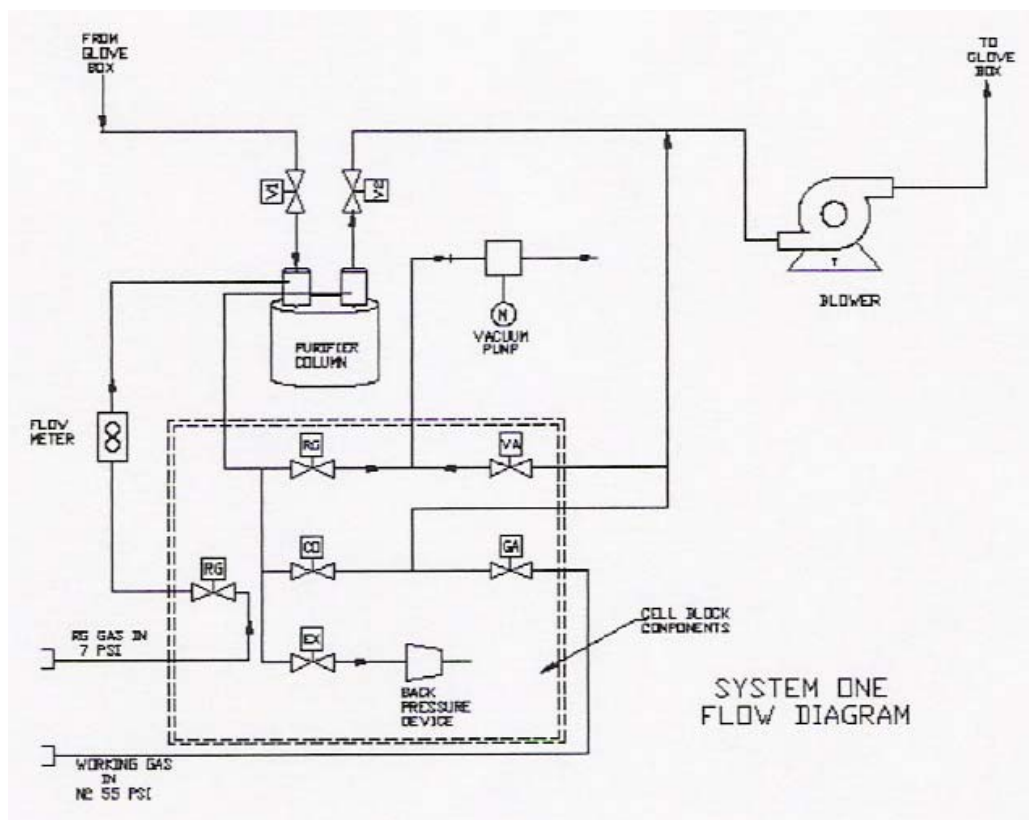 FROM
GLOVE
BOX
TO
GLOVE
BOX
V1
V2
BLOWER
M
VACUUM
PUMP
PURIFIER
COLUMN
FLOW
METER
RG
VA
CO
GA
RG
EX
CELL BLOCK
COMPONENTS
RG GAS IN
7 PSI
BACK
PRESSURE
DEVICE
SYSTEM ONE
FLOW DIAGRAM
WORKING GAS
IN
N2 55 PSI